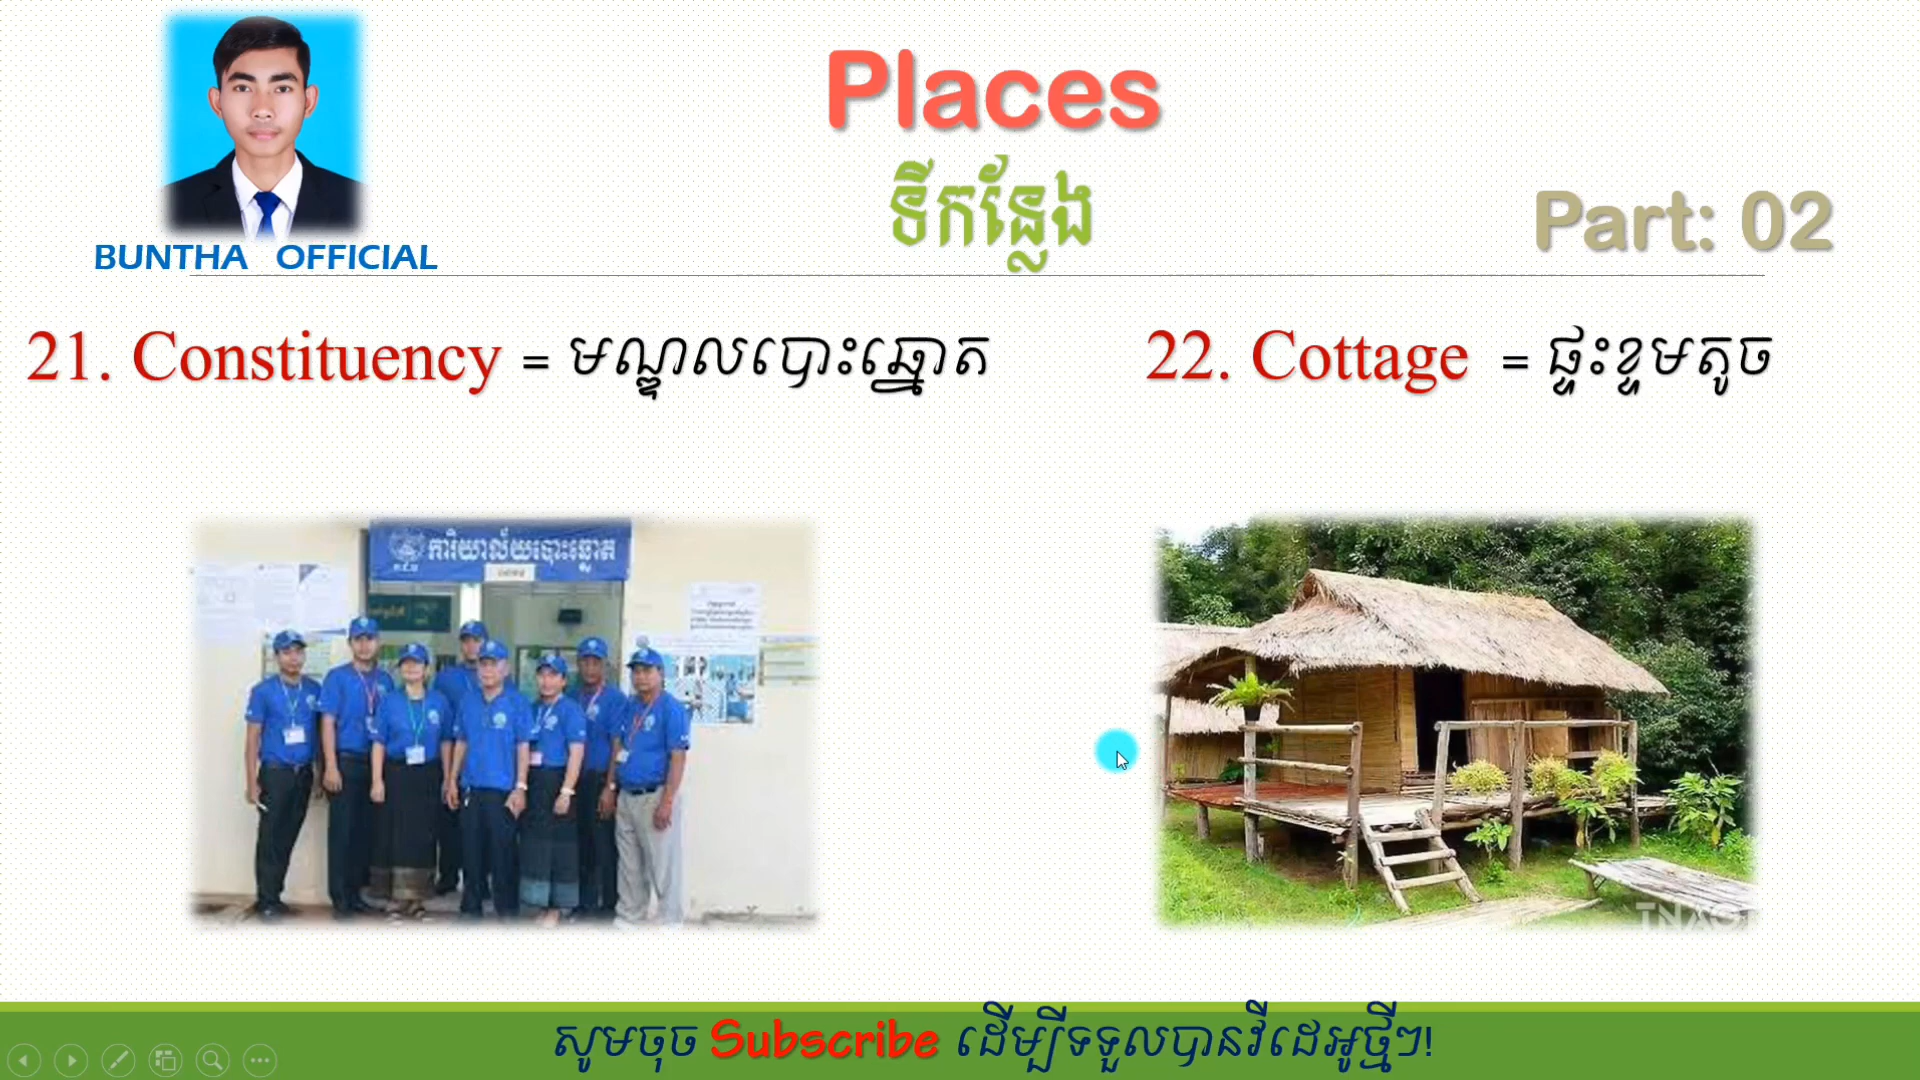 Places
ទីកន្លែង
Part: 02
BUNTHA OFFICIAL
21. Constituency = មណ្ឌលបោះឆ្នោត
22. Cottage = ផ្ទះខ្ទមតូច
ការិយាល័យបោះឆ្នោត
សូមចុច Subscribe ដើម្បីទទួលបានវីដេអូថ្មីៗ!